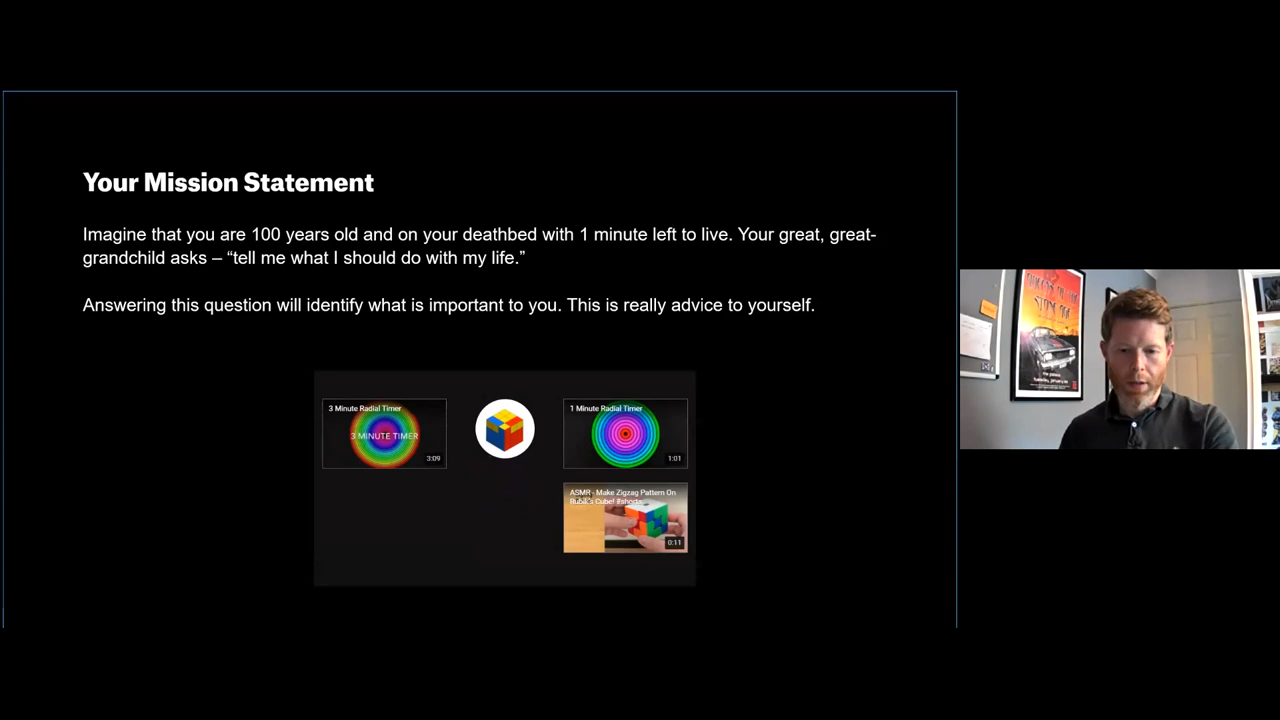 Your Mission Statement
Imagine that you are 100 years old and on your deathbed with 1 minute left to live. Your great, great-
grandchild asks – “tell me what I should do with my life.”
Answering this question will identify what is important to you. This is really advice to yourself.
3 Minute Radial Timer
3 MINUTE TIMER
3:09
1 Minute Radial Timer
1:01
ASMR - Make Zigzag Pattern On
Rubik's Cube! #shorts
0:11
STONE AGE